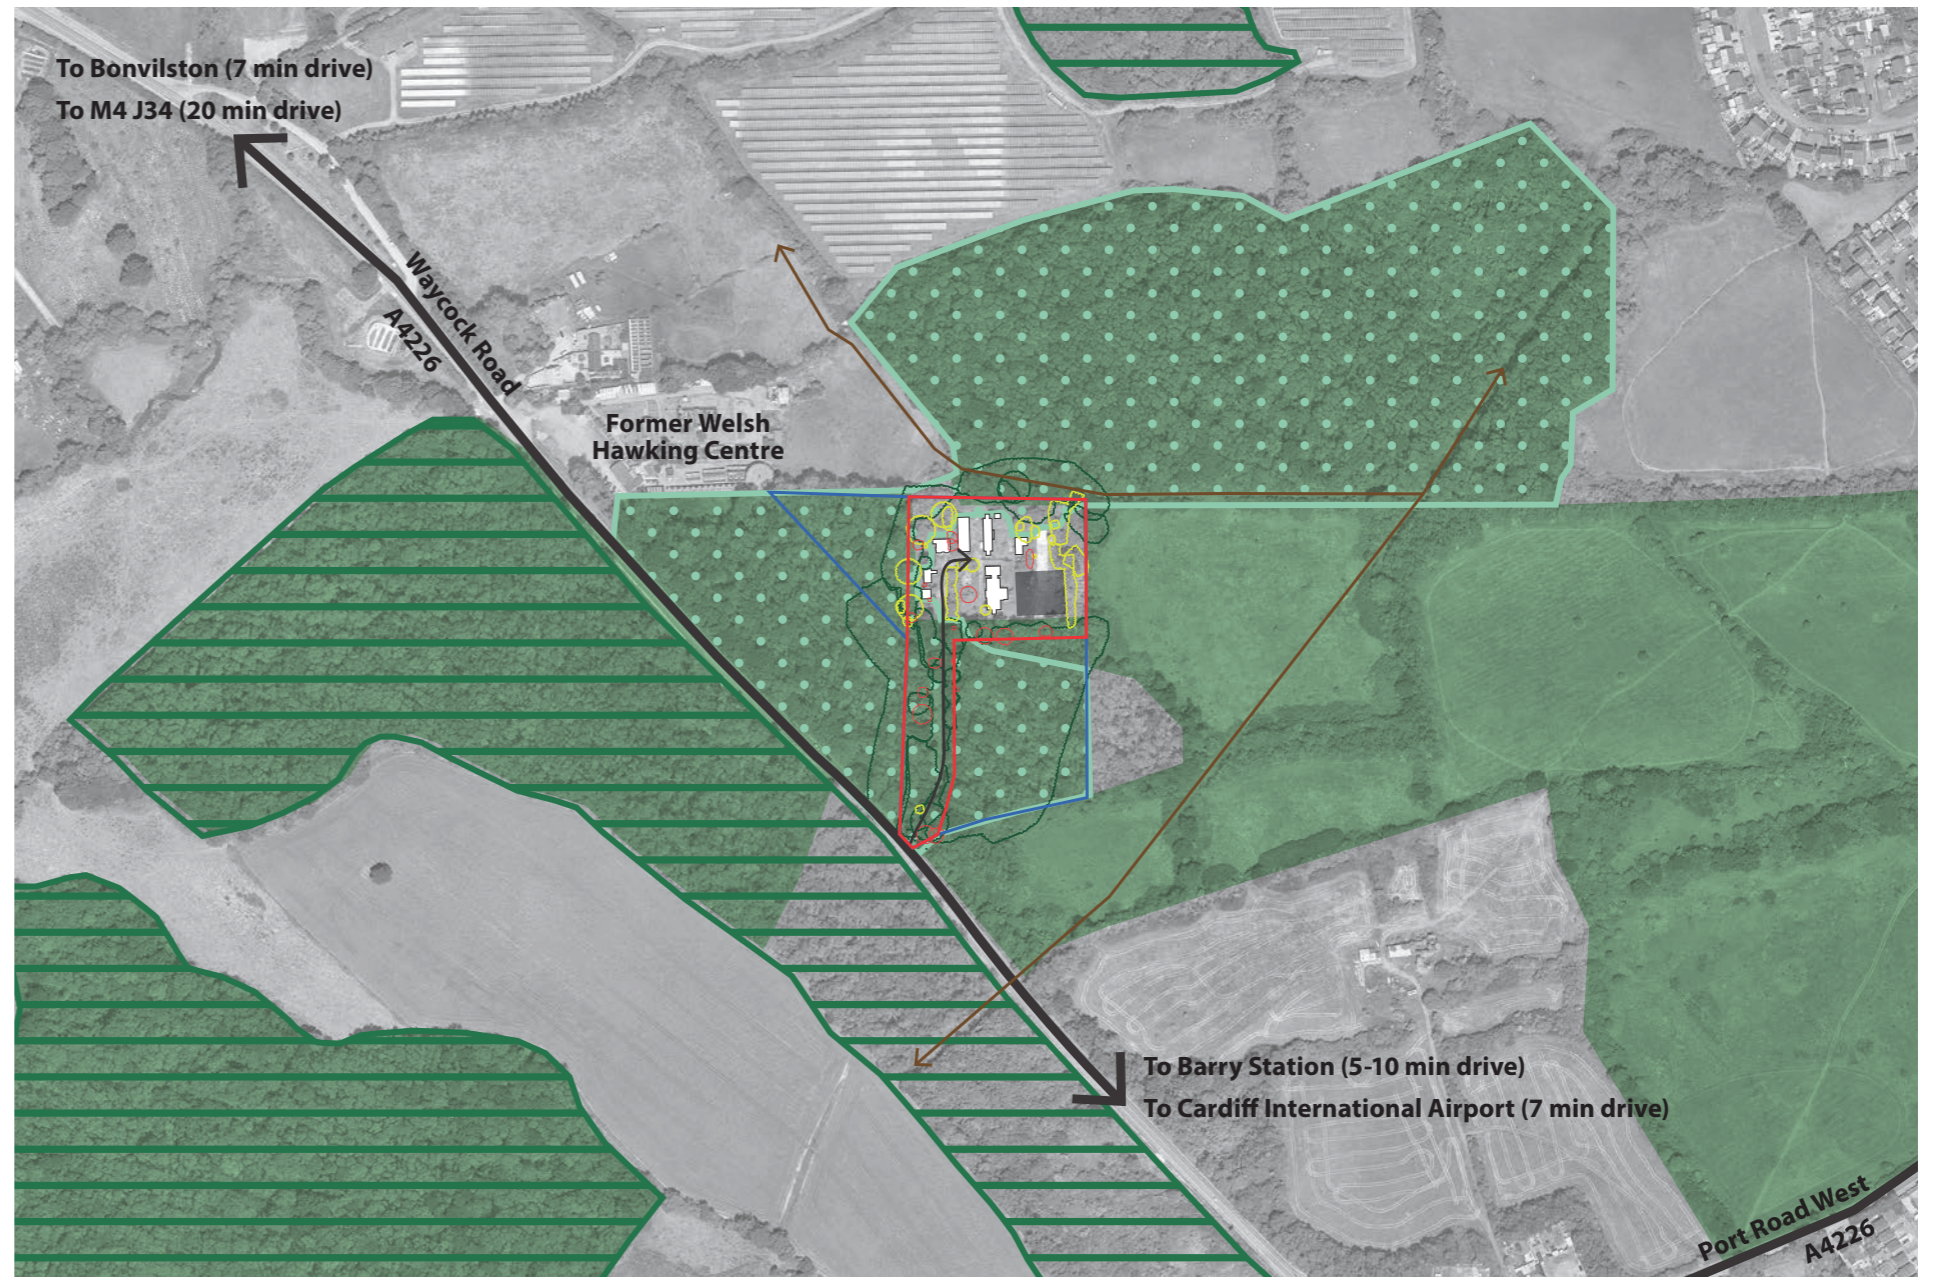 To Bonvilston (7 min drive)
To M4 J34 (20 min drive)
Waycock Road
A4226
Former Welsh
Hawking Centre
To Barry Station (5-10 min drive)
To Cardiff International Airport (7 min drive)
Port Road West
A4226